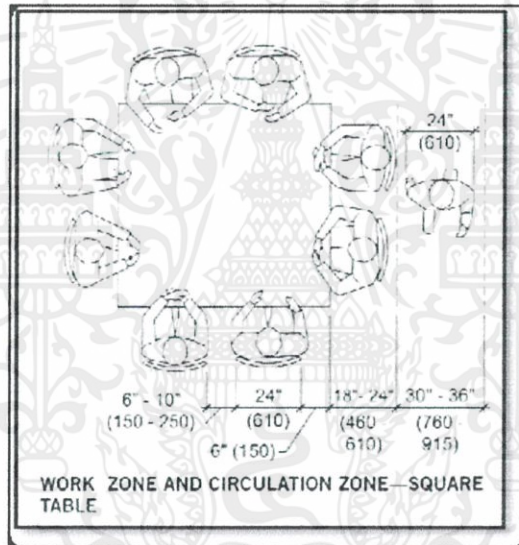 24"
(610)
6" - 10" 24" 18"- 24" 30" - 36"
(150 - 250) (610) (460 (760
6" (150) 610) 915)
WORK ZONE AND CIRCULATION ZONE—SQUARE
TABLE